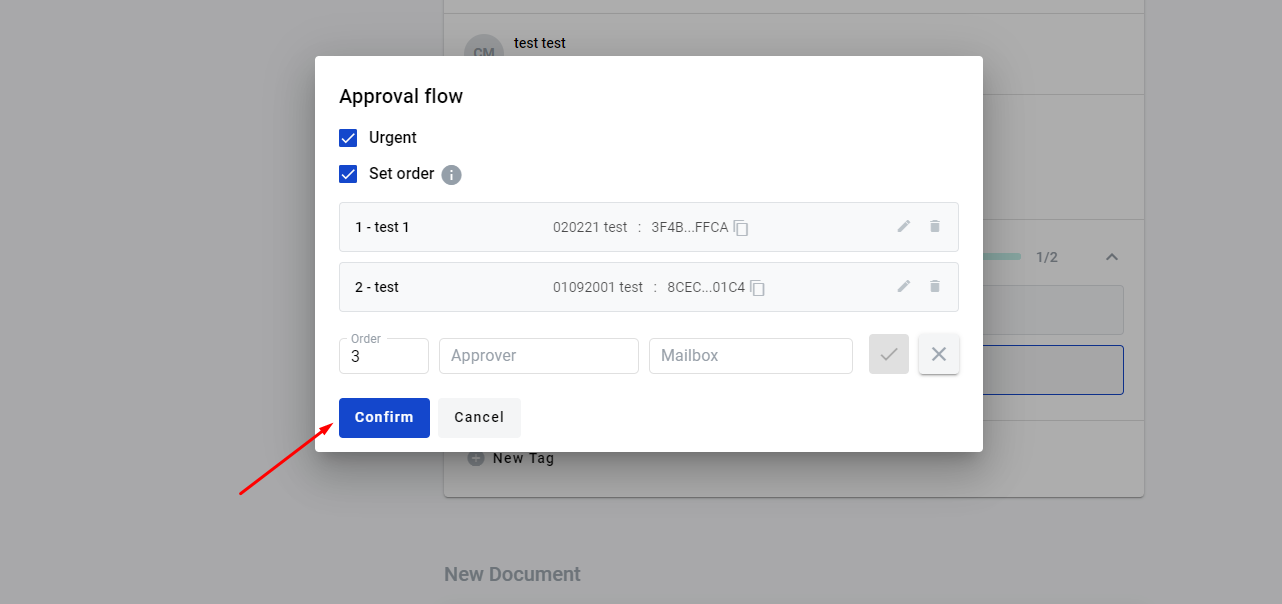 test test
CM
Approval flow
Urgent
Set order i
1 - test 1 020221 test : 3F4B...FFCA
2 - test 01092001 test : 8CEC...01C4
1/2
Order
3 Approver Mailbox
Confirm Cancel
New Tag
New Document